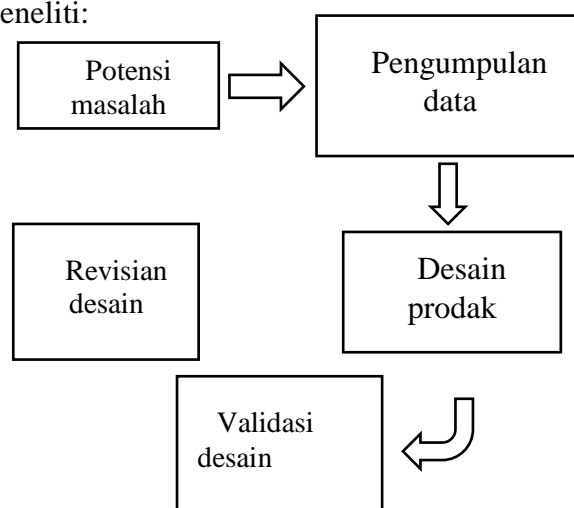 eneliti:
Potensi
masalah
Pengumpulan
data
Desain
prodak
Validasi
desain
Revisian
desain